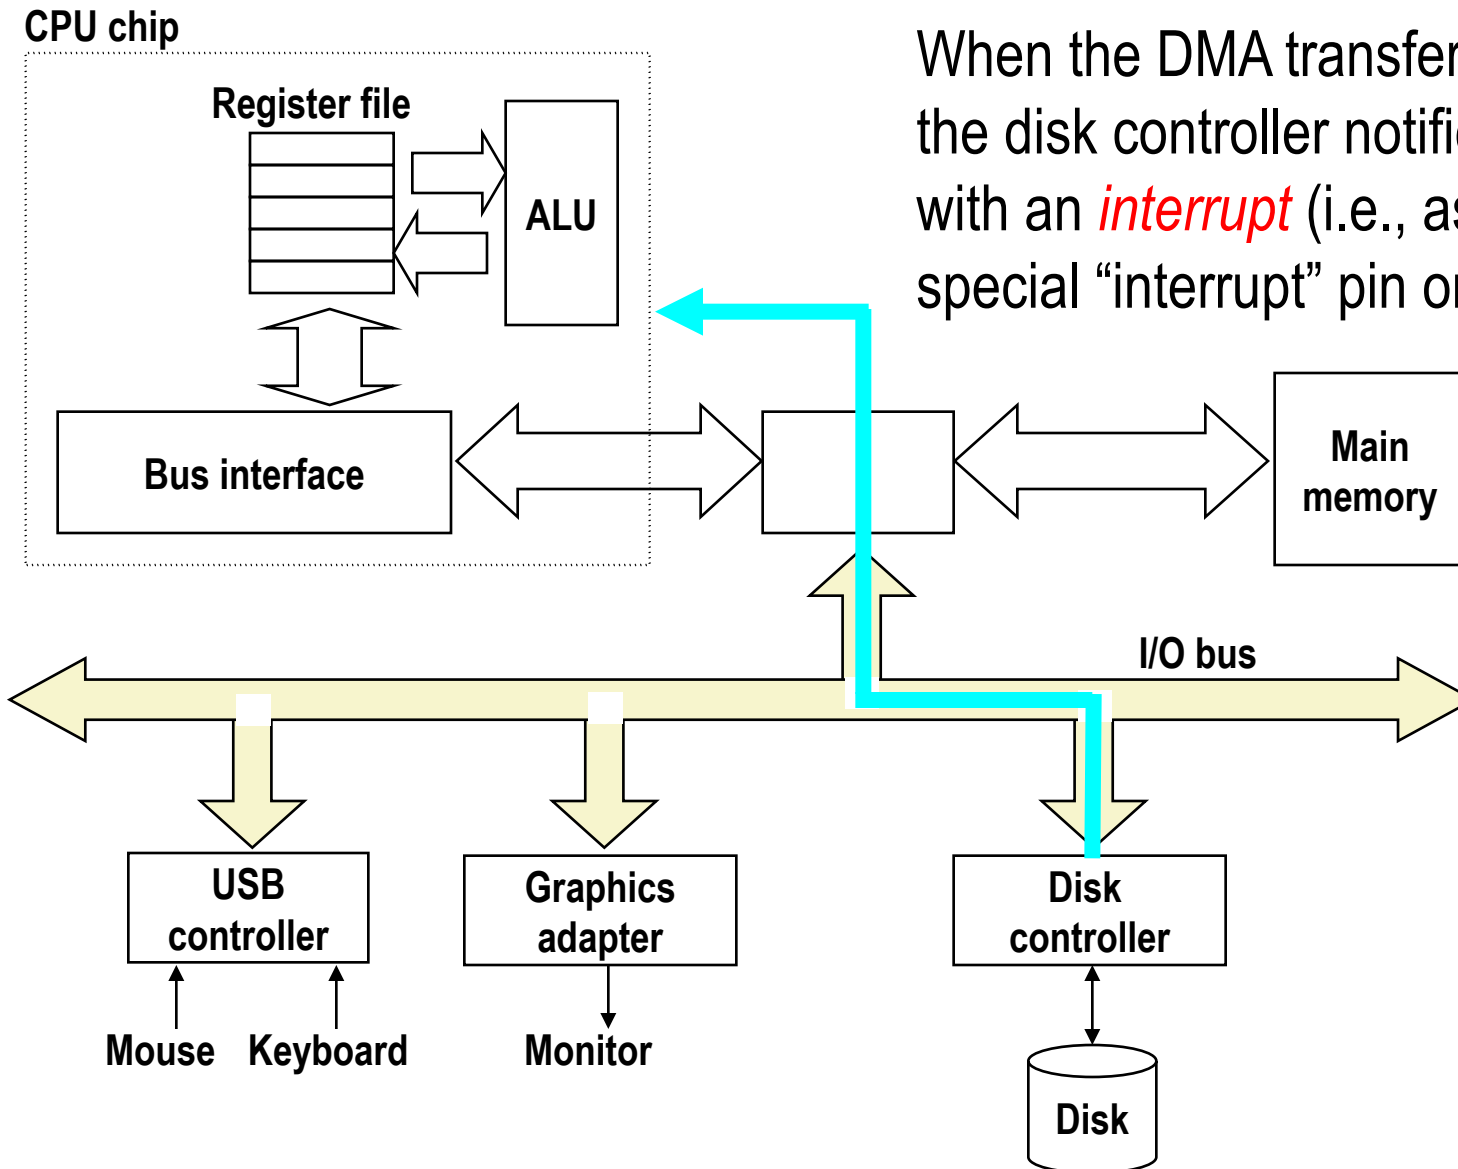 CPU chip
When the DMA transfer
the disk controller notifi
with an interrupt (i.e., as
special “interrupt” pin
Register file
ALU
Bus interface
Main
memory
I/O bus
USB
controller
Graphics
adapter
Disk
controller
Mouse Keyboard
Monitor
Disk